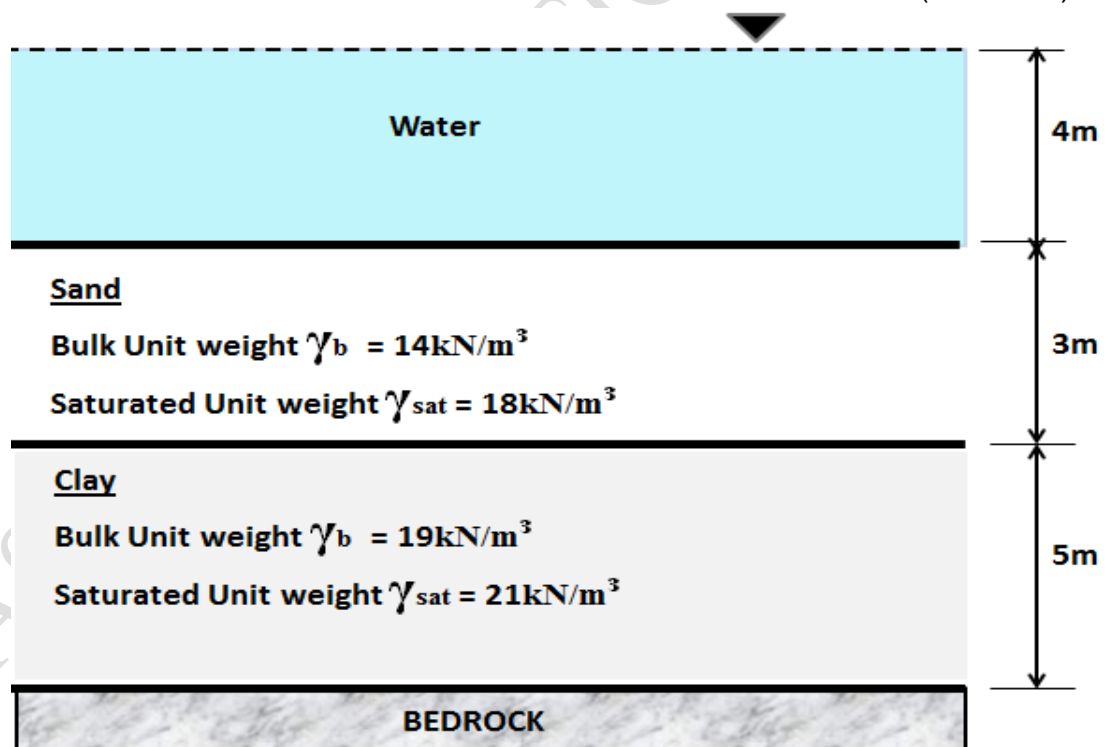 Water
4m
Sand
Bulk Unit weight γb = 14kN/m³
3m
Saturated Unit weight γsat = 18kN/m³
Clay
Bulk Unit weight γb = 19kN/m³
5m
Saturated Unit weight γsat = 21kN/m³
BEDROCK